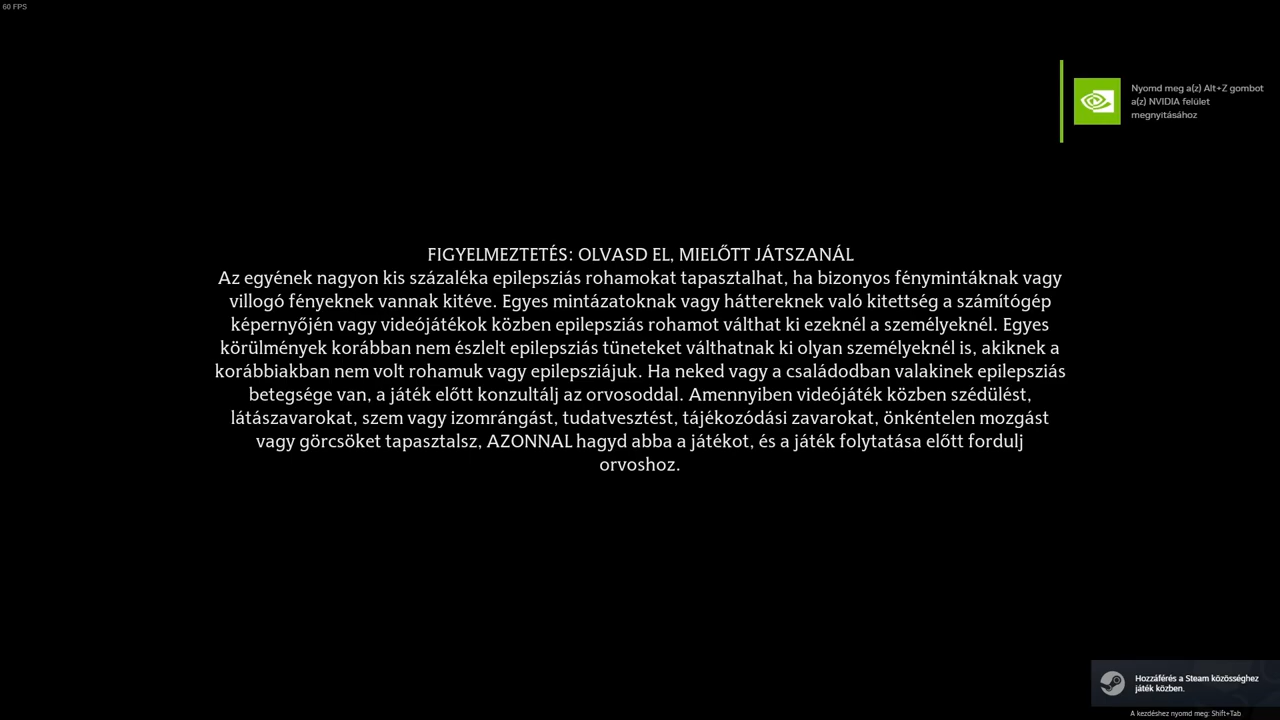 60 FPS
Nyomd meg a(z) Alt+Z gombot
a(z) NVIDIA felület
megnyitásához
FIGYELMEZTETÉS: OLVASD EL, MIELŐTT JÁTSZANÁL
Az egyének nagyon kis százaléka epilepsziás rohamokat tapasztalhat, ha bizonyos fénymintáknak vagy
villogó fényeknek vannak kitéve. Egyes mintázatoknak vagy háttereknek való kitettség a számítógép
képernyőjén vagy videójátékok közben epilepsziás rohamot válthat ki ezeknél a személyeknél. Egyes
körülmények korábban nem észlelt epilepsziás tüneteket válthatnak ki olyan személyeknél is, akiknek a
korábbiakban nem volt rohamuk vagy epilepsziájuk. Ha neked vagy a családodban valakinek epilepsziás
betegsége van, a játék előtt konzultálj az orvosoddal. Amennyiben videójáték közben szédülést,
látászavarokat, szem vagy izomrángást, tudatvesztést, tájékozódási zavarokat, önkéntelen mozgást
vagy görcsöket tapasztalsz, AZONNAL hagyd abba a játékot, és a játék folytatása előtt fordulj
orvoshoz.
Hozzáférés a Steam közösséghez
játék közben.
A kezdéshez nyomd meg: Shift+Tab